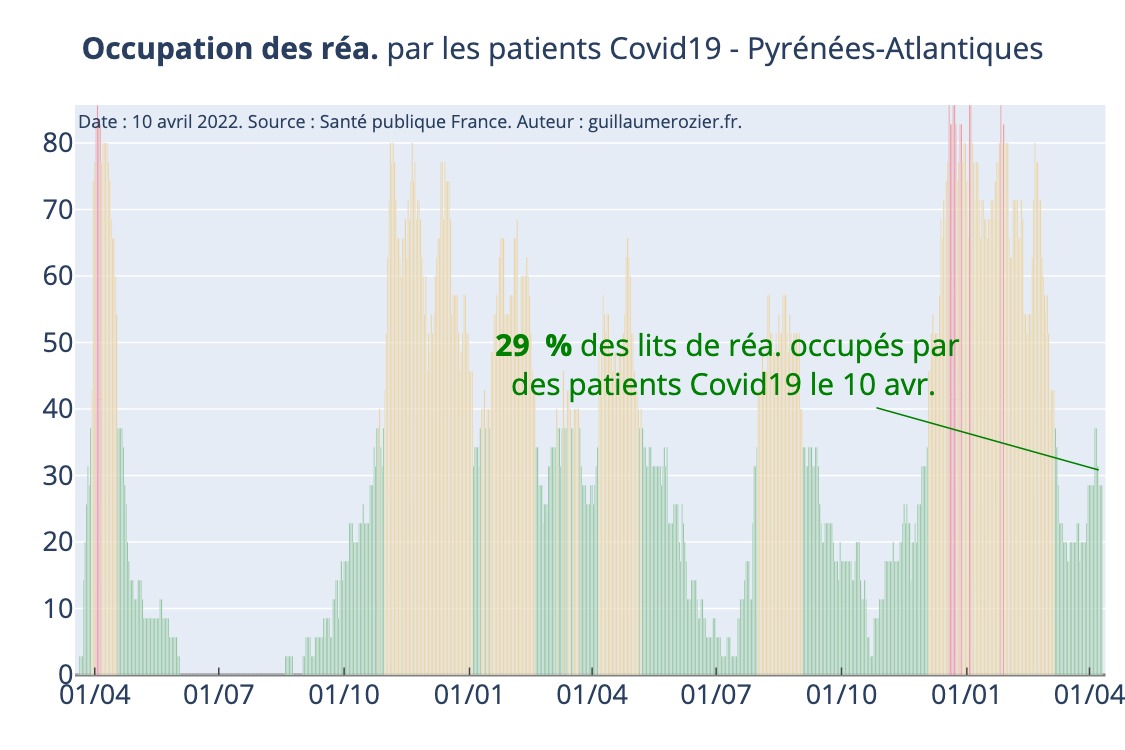 Occupation des réa. par les patients Covid19 - Pyrénées-Atlantiques
Date : 10 avril 2022. Source : Santé publique France. Auteur : guillaumerozier.fr.
80
70
60
50
40
30
20
10
0
29 % des lits de réa. occupés par
des patients Covid19 le 10 avr.
01/04 01/07 01/10 01/01 01/04 01/07 01/10 01/01 01/04